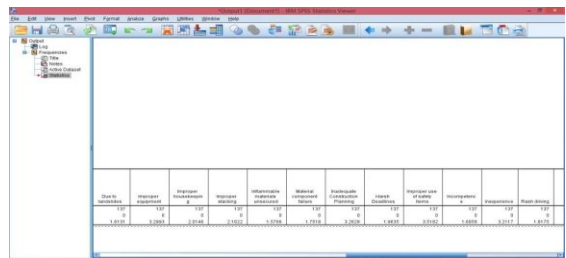 *Output1 [Document1] - IBM SPSS Statistics Viewer
File Edit View Insert Pivot Format Analyze Graphs Utilities Window Help
Output
Log
Frequencies
Title
Notes
Active Dataset
Statistics
Due to landslides Improper equipment Improper housekeeping Improper stacking Inflammable materials unsecured Material component failure Inadequate Construction Planning Harsh Deadlines Improper use of safety items Incompetence Inexperience Rash driving
137 137 137 137 137 137 137 137 137 137 137 137
0 0 0 0 0 0 0 0 0 0 0 0